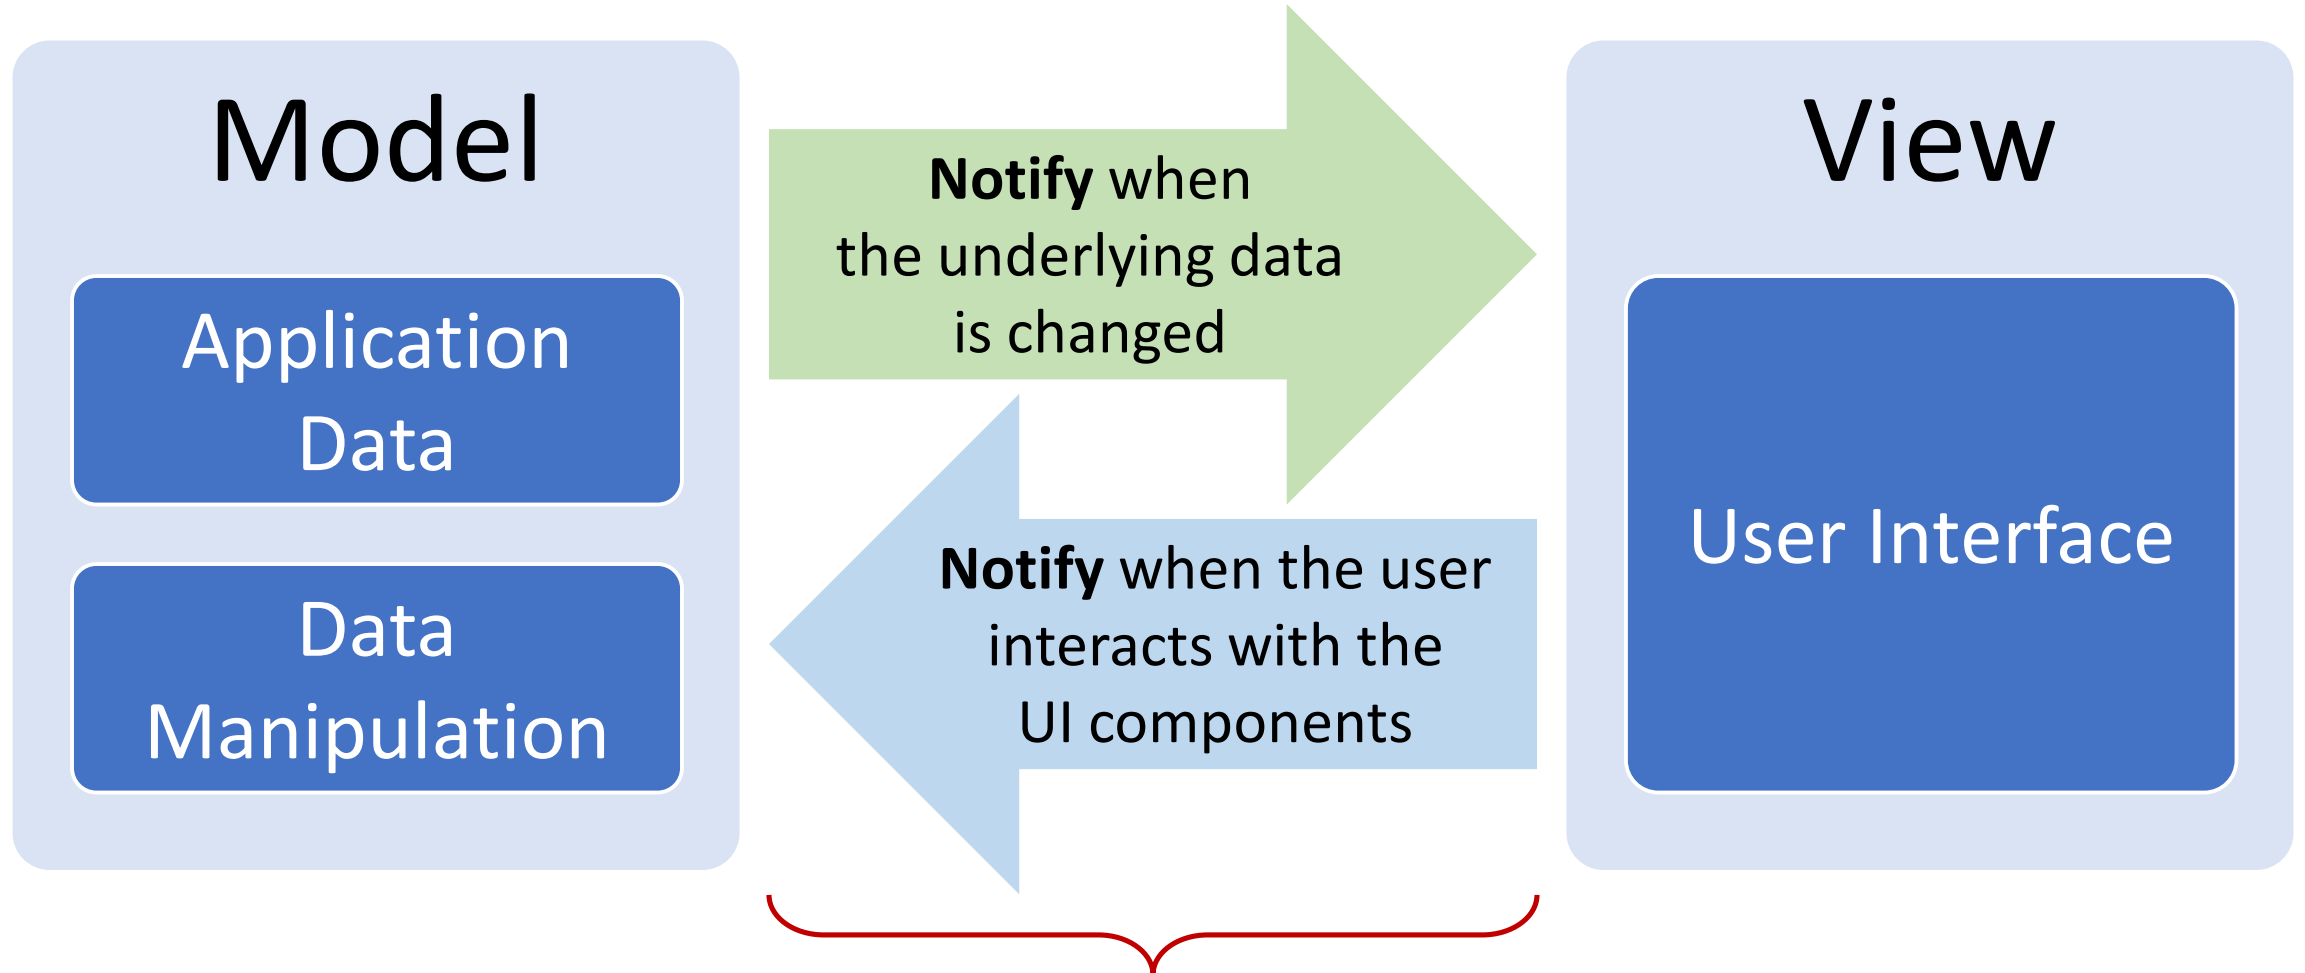 Model
Application
Data
Data
Manipulation
Notify when
the underlying data
is changed
Notify when the user
interacts with the
UI components
View
User Interface